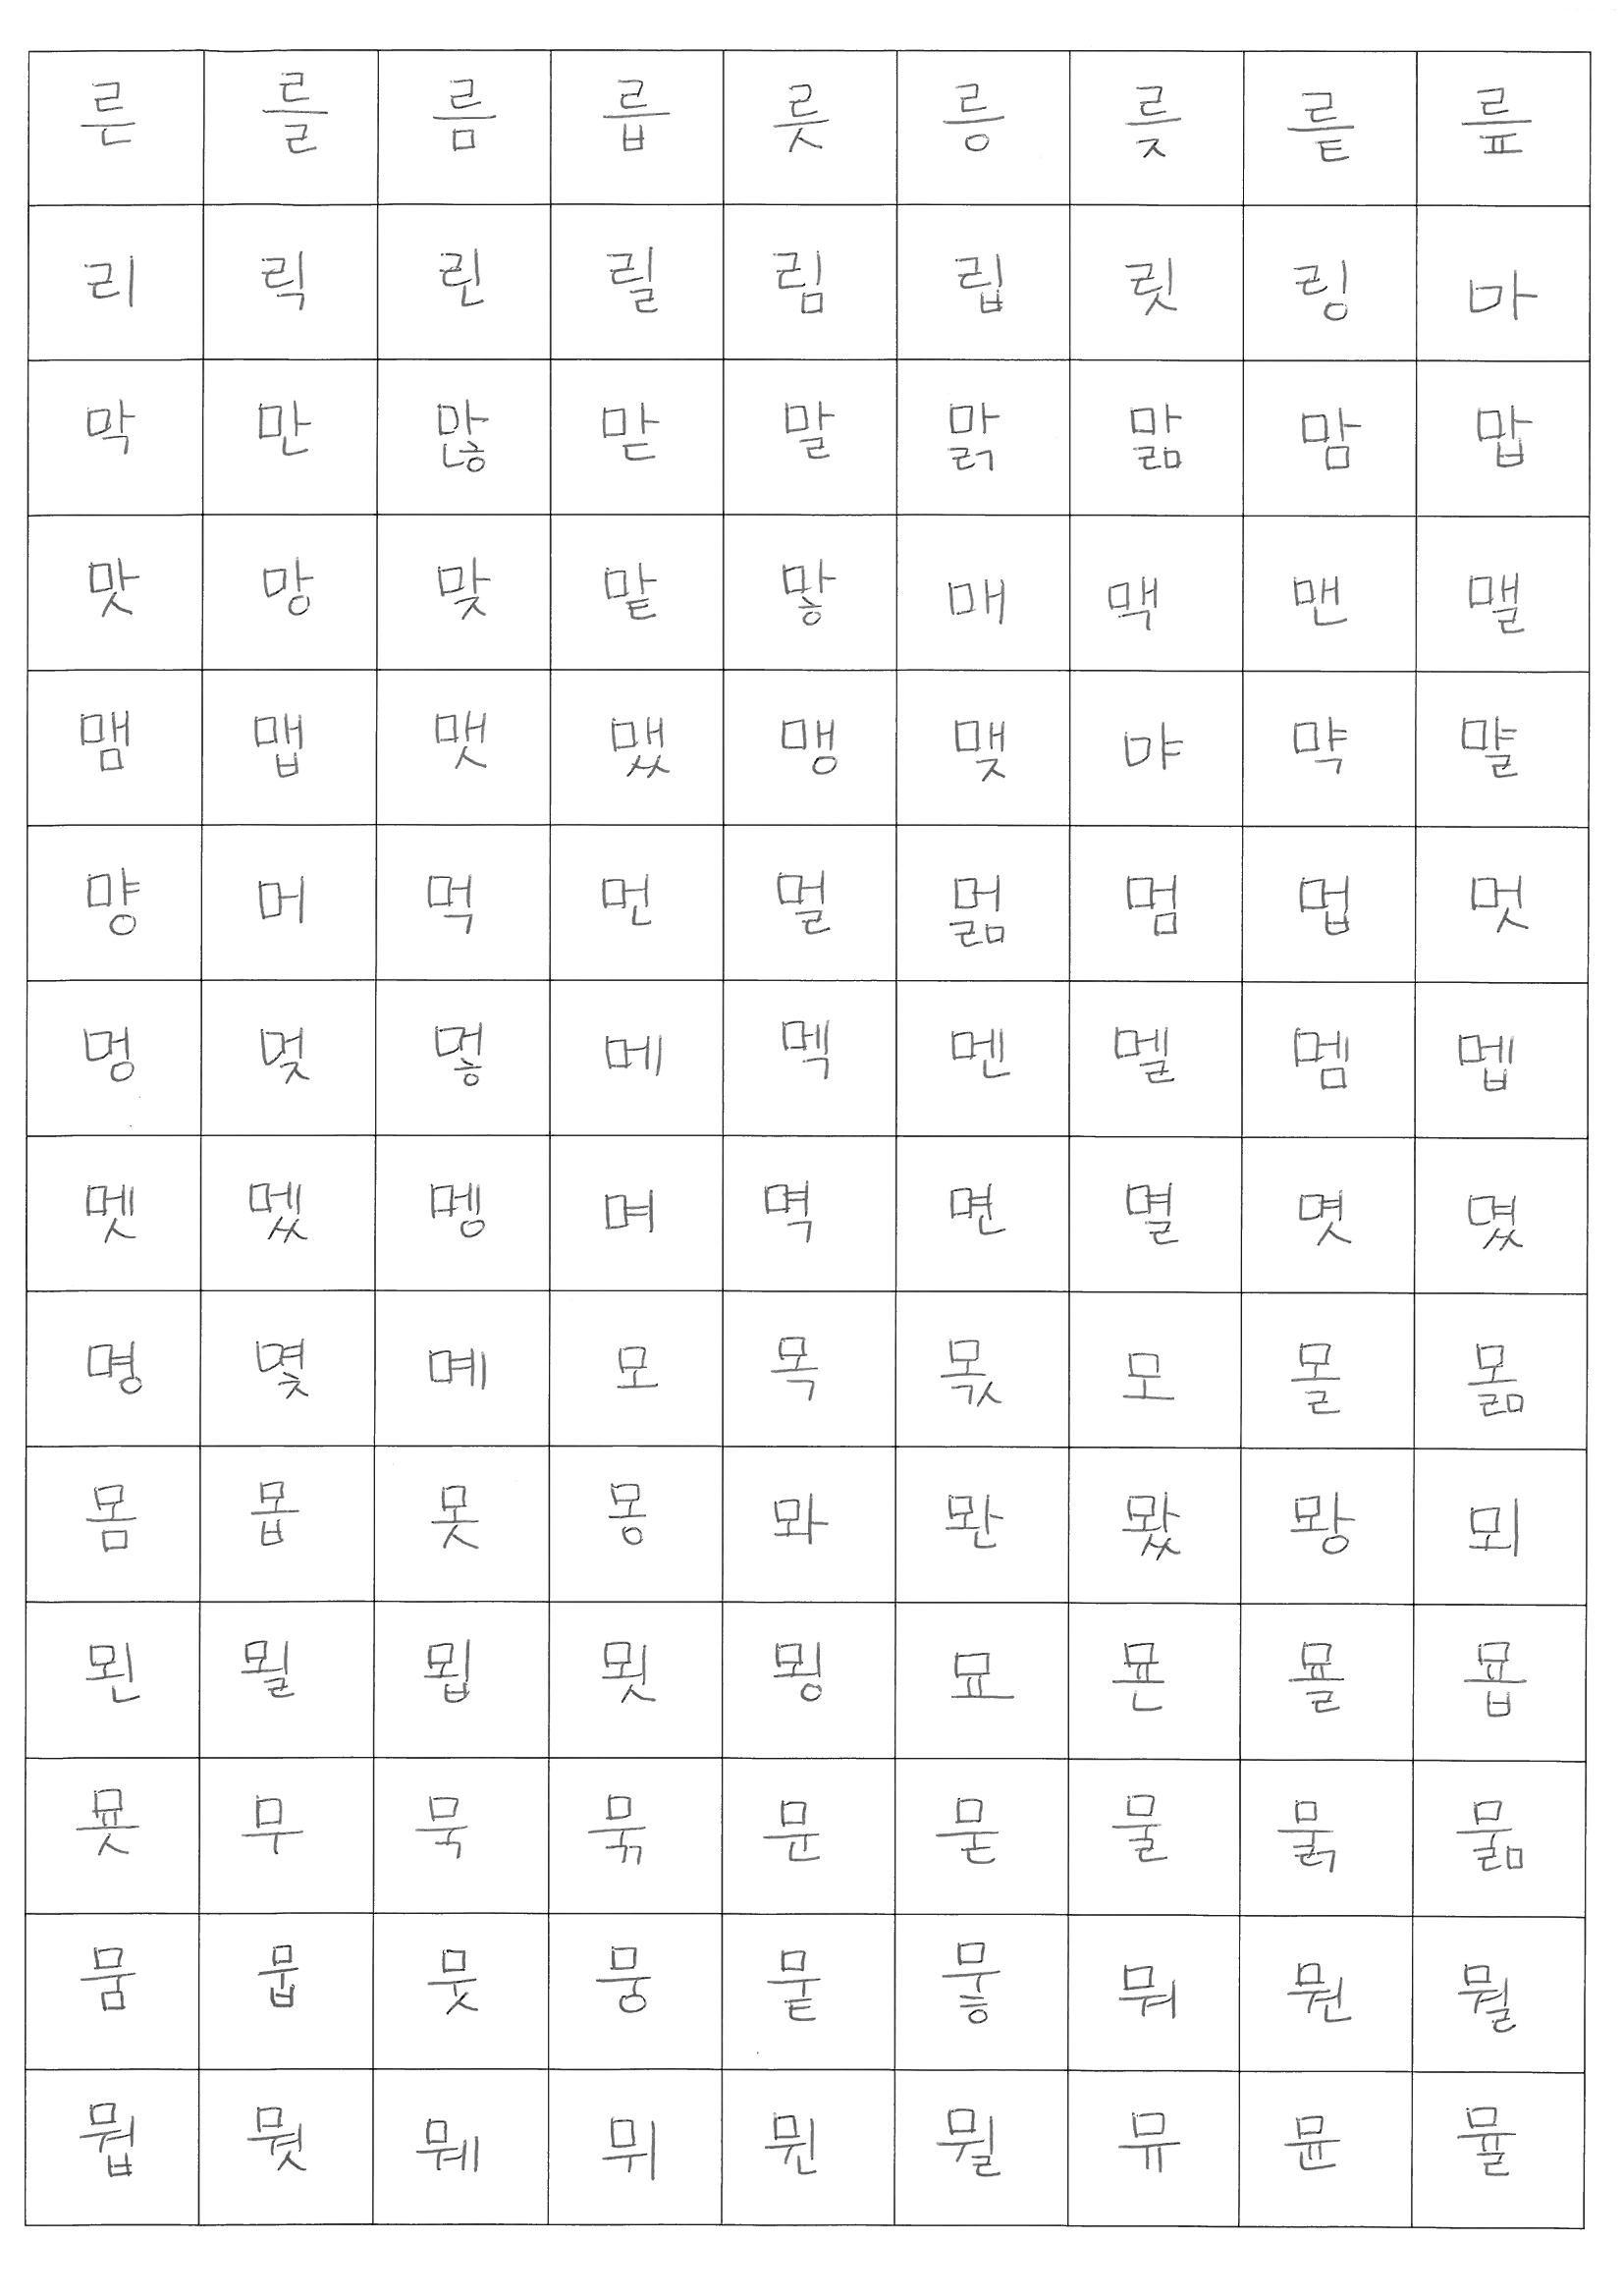 른 를 름 릅 릇 릉 릊 릍 릎
리 릭 린 릴 림 립 릿 링 마
막 만 많 맏 말 맑 맒 맘 맙
맛 망 맞 맡 맣 매 맥 맨 맬
맴 맵 맷 맸 맹 맺 먀 먁 먈
먕 머 먹 먼 멀 멂 멈 멉 멋
멍 멎 멓 메 멕 멘 멜 멤 멥
멧 멨 멩 며 멱 면 멸 몃 몄
명 몇 몌 모 목 몫 모 몰 몲
몸 몹 못 몽 뫄 뫈 뫘 뫙 뫼
묀 묄 묍 묏 묑 묘 묜 묠 묩
묫 무 묵 묶 문 묻 물 묽 묾
뭄 뭅 뭇 뭉 뭍 뭏 뭐 뭔 뭘
뭡 뭣 뭬 뮈 뮌 뮐 뮤 뮨 뮬